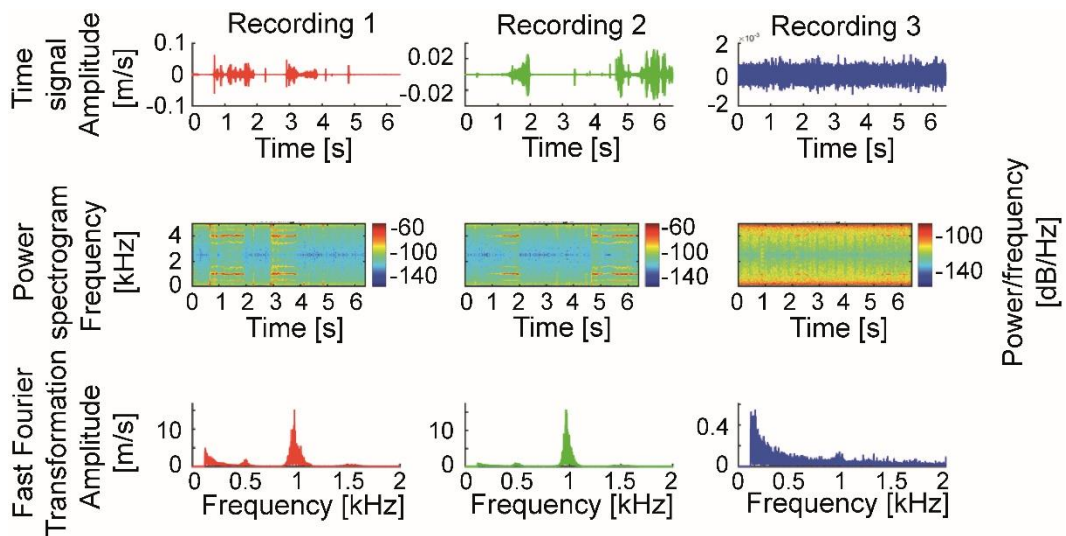 Recording 1
Recording 2
Recording 3
Time
signal
Amplitude
[m/s]
0.1
0
-0.1
0 1 2 3 4 5 6
Time [s]
0.02
-0.02
0 1 2 3 4 5 6
Time [s]
×10⁻³
2
0
-2
0 1 2 3 4 5 6
Time [s]
Power
spectrogram
Frequency
[kHz]
4
2
0
0 1 2 3 4 5 6
Time [s]
-60
-100
-140
0 1 2 3 4 5 6
Time [s]
-60
-100
-140
0 1 2 3 4 5 6
Time [s]
-100
-140
Power/frequency
[dB/Hz]
Fast Fourier
Transformation
Amplitude
[m/s]
10
0
0 0.5 1 1.5 2
Frequency [kHz]
10
0
0 0.5 1 1.5 2
Frequency [kHz]
0.4
0
0 0.5 1 1.5 2
Frequency [kHz]